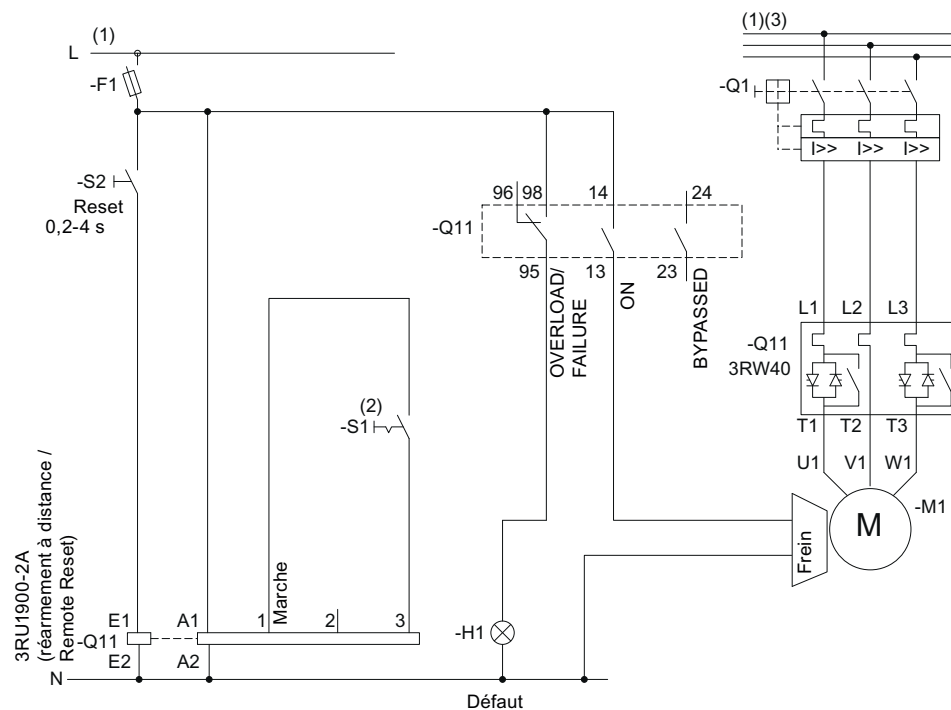 (1)
L
-F1
(1)(3)
-Q1
I>> I>> I>>
-S2
Reset
0,2-4 s
96 98 14 24
-Q11
95 13 23
OVERLOAD/
FAILURE
ON
BYPASSED
L1 L2 L3
-Q11
3RW40
T1 T2 T3
U1 V1 W1
(2)
-S1
M
-M1
Frein
3RU1900-2A
(réarmement à distance /
Remote Reset)
Marche
E1 A1 1 2 3
-Q11
E2 A2
-H1
N
Défaut